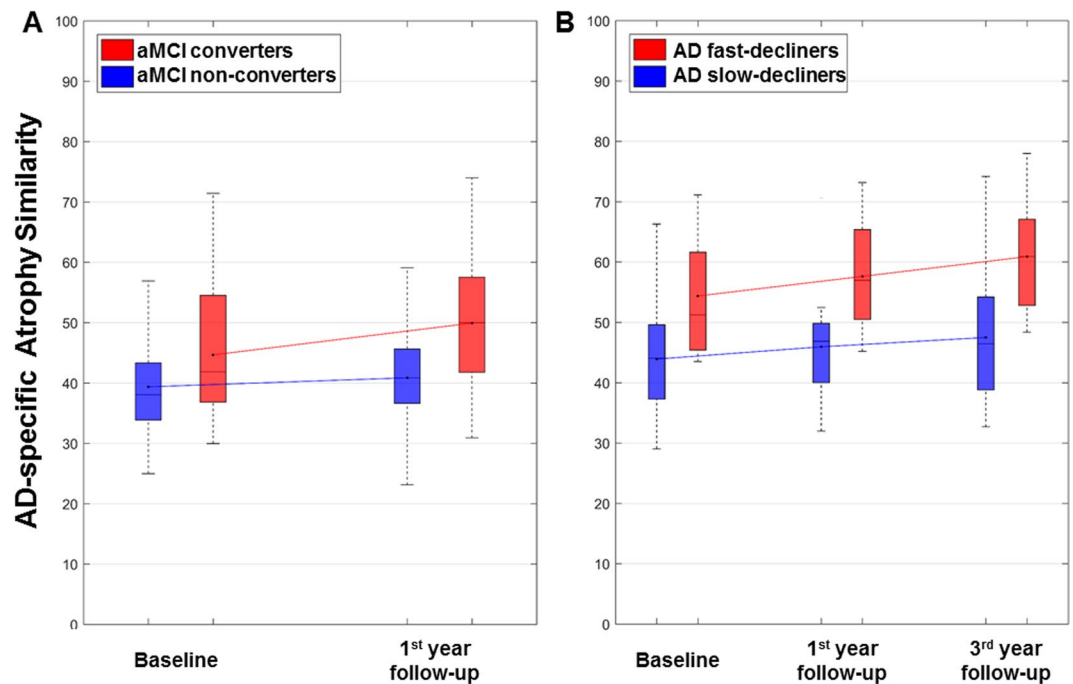 A
aMCI converters
aMCI non-converters
AD-specific Atrophy Similarity
100
90
80
70
60
50
40
30
20
10
0
Baseline
1st year
follow-up
B
AD fast-decliners
AD slow-decliners
100
90
80
70
60
50
40
30
20
10
0
Baseline
1st year
follow-up
3rd year
follow-up